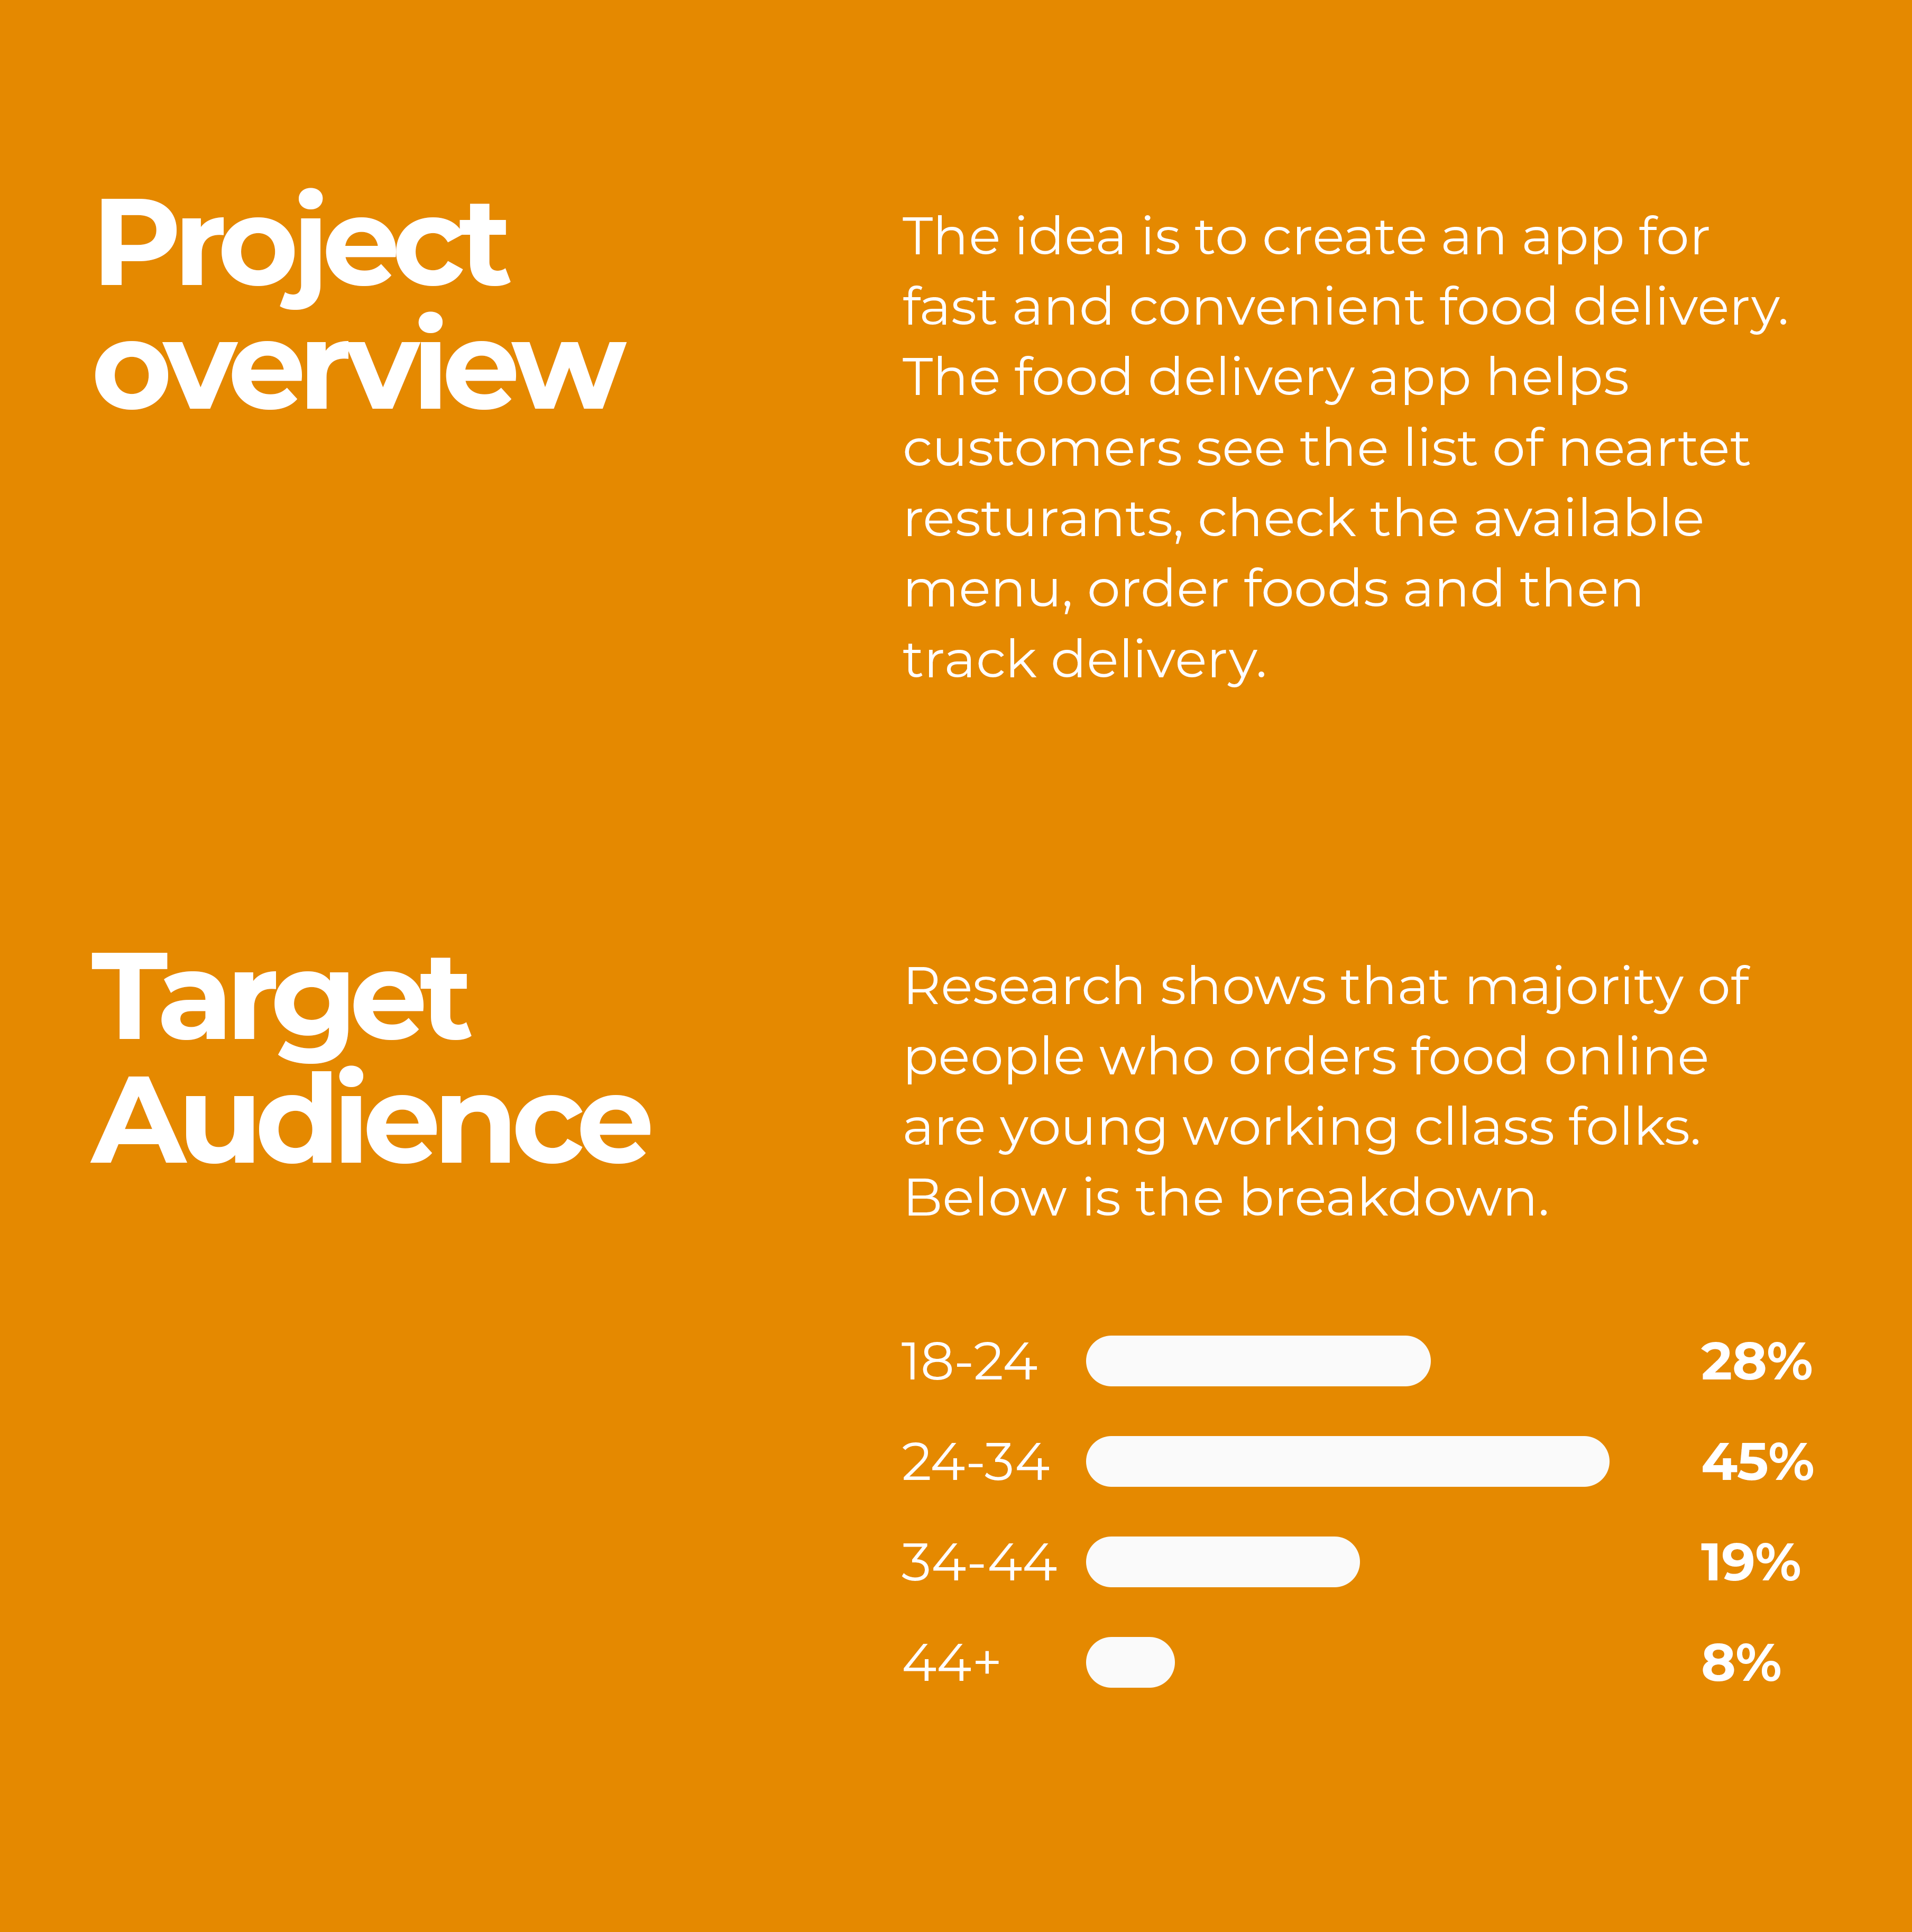 Project
overview
The idea is to create an app for
fast and convenient food delivery.
The food delivery app helps
customers see the list of neartet
resturants, check the available
menu, order foods and then
track delivery.
Target
Audience
Research shows that majority of
people who orders food online
are young working cllass folks.
Below is the breakdown.
18-24 28%
24-34 45%
34-44 19%
44+ 8%